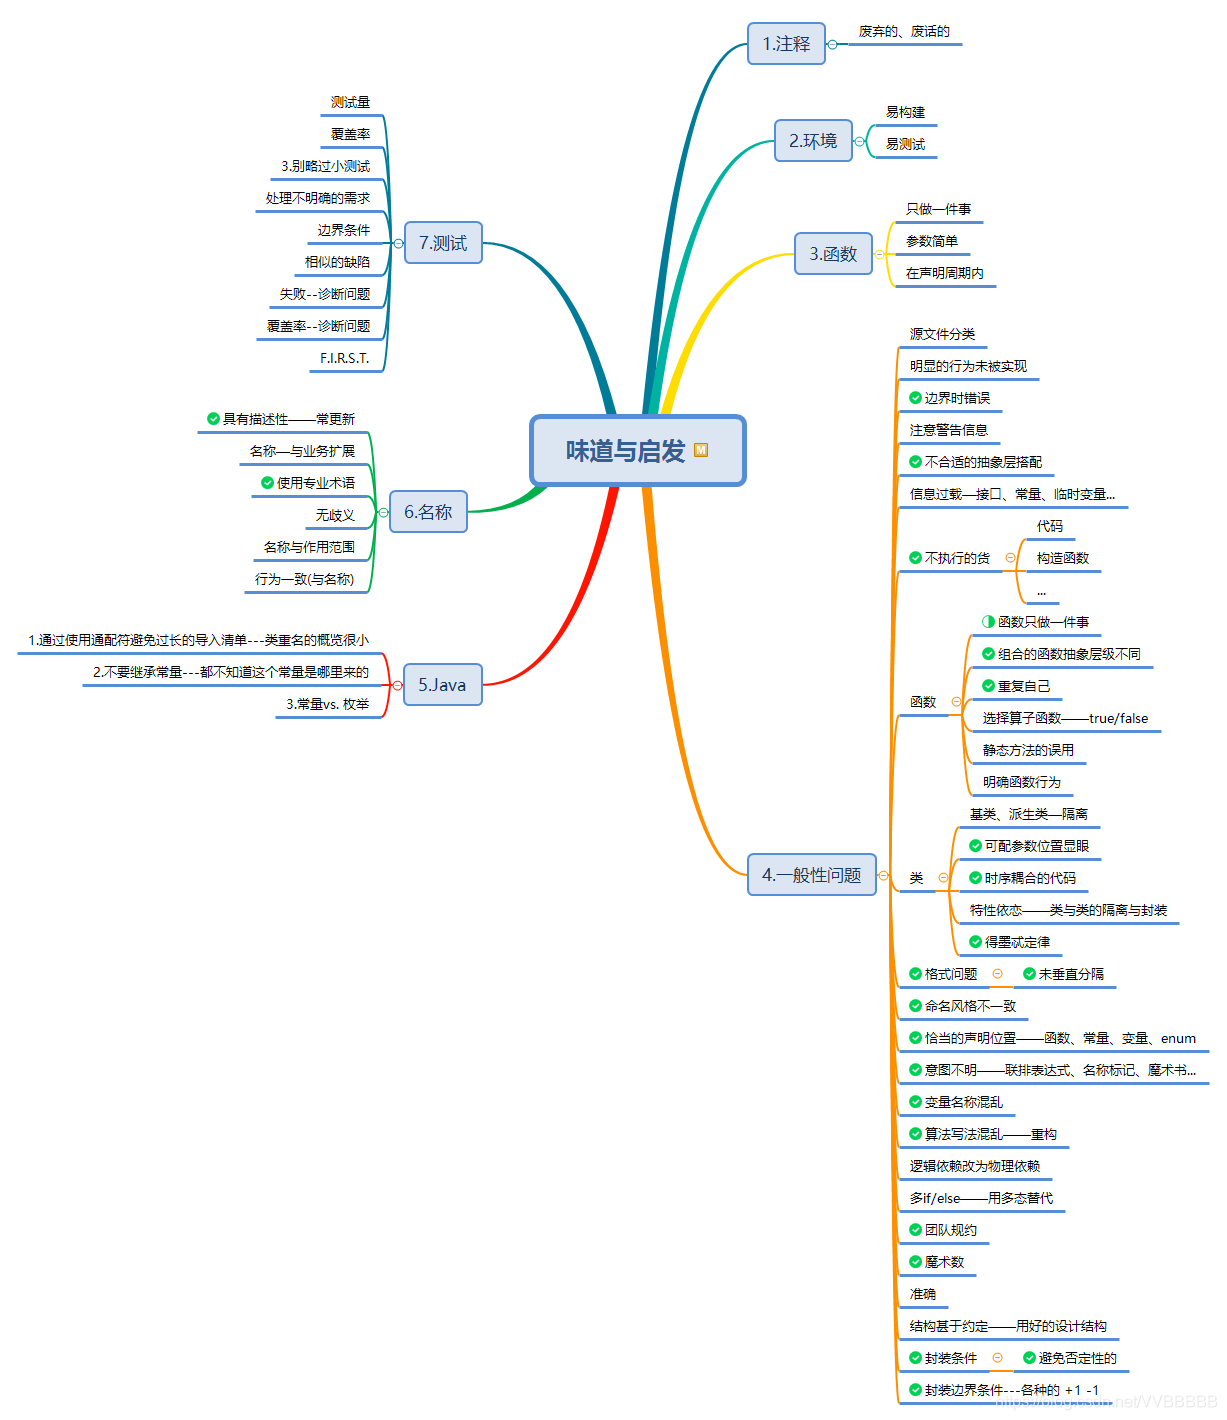 味道与启发
1.注释
废弃的、废话的
2.环境
易构建
易测试
3.函数
只做一件事
参数简单
在声明周期内
4.一般性问题
源文件分类
明显的行为未被实现
边界时错误
注意警告信息
不合适的抽象层搭配
信息过载—接口、常量、临时变量...
不执行的货
代码
构造函数
...
函数
函数只做一件事
组合的函数抽象层级不同
重复自己
选择算子函数——true/false
静态方法的误用
明确函数行为
类
基类、派生类—隔离
可配参数位置显眼
时序耦合的代码
特性依恋——类与类的隔离与封装
得墨忒定律
格式问题
未垂直分隔
命名风格不一致
恰当的声明位置——函数、常量、变量、enum
意图不明——联排表达式、名称标记、魔术书...
变量名称混乱
算法写法混乱——重构
逻辑依赖改为物理依赖
多if/else——用多态替代
团队规约
魔术数
准确
结构甚于约定——用好的设计结构
封装条件
避免否定性的
封装边界条件---各种的 +1 -1
5.Java
1.通过使用通配符避免过长的导入清单---类重名的概览很小
2.不要继承常量---都不知道这个常量是哪里来的
3.常量vs. 枚举
6.名称
具有描述性——常更新
名称—与业务扩展
使用专业术语
无歧义
名称与作用范围
行为一致(与名称)
7.测试
测试量
覆盖率
3.别略过小测试
处理不明确的需求
边界条件
相似的缺陷
失败--诊断问题
覆盖率--诊断问题
F.I.R.S.T.
https://blog.csdn.net/VVBBBBB